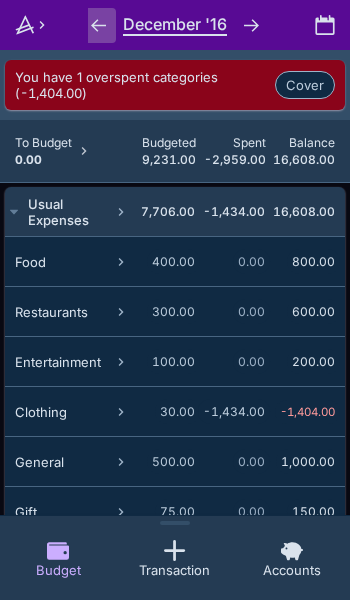 December '16
You have 1 overspent categories
(-1,404.00)
Cover
To Budget Budgeted Spent Balance
0.00 9,231.00 -2,959.00 16,608.00
Usual
Expenses 7,706.00 -1,434.00 16,608.00
Food 400.00 0.00 800.00
Restaurants 300.00 0.00 600.00
Entertainment 100.00 0.00 200.00
Clothing 30.00 -1,434.00 -1,404.00
General 500.00 0.00 1,000.00
Gift 75.00 0.00 150.00
Budget Transaction Accounts